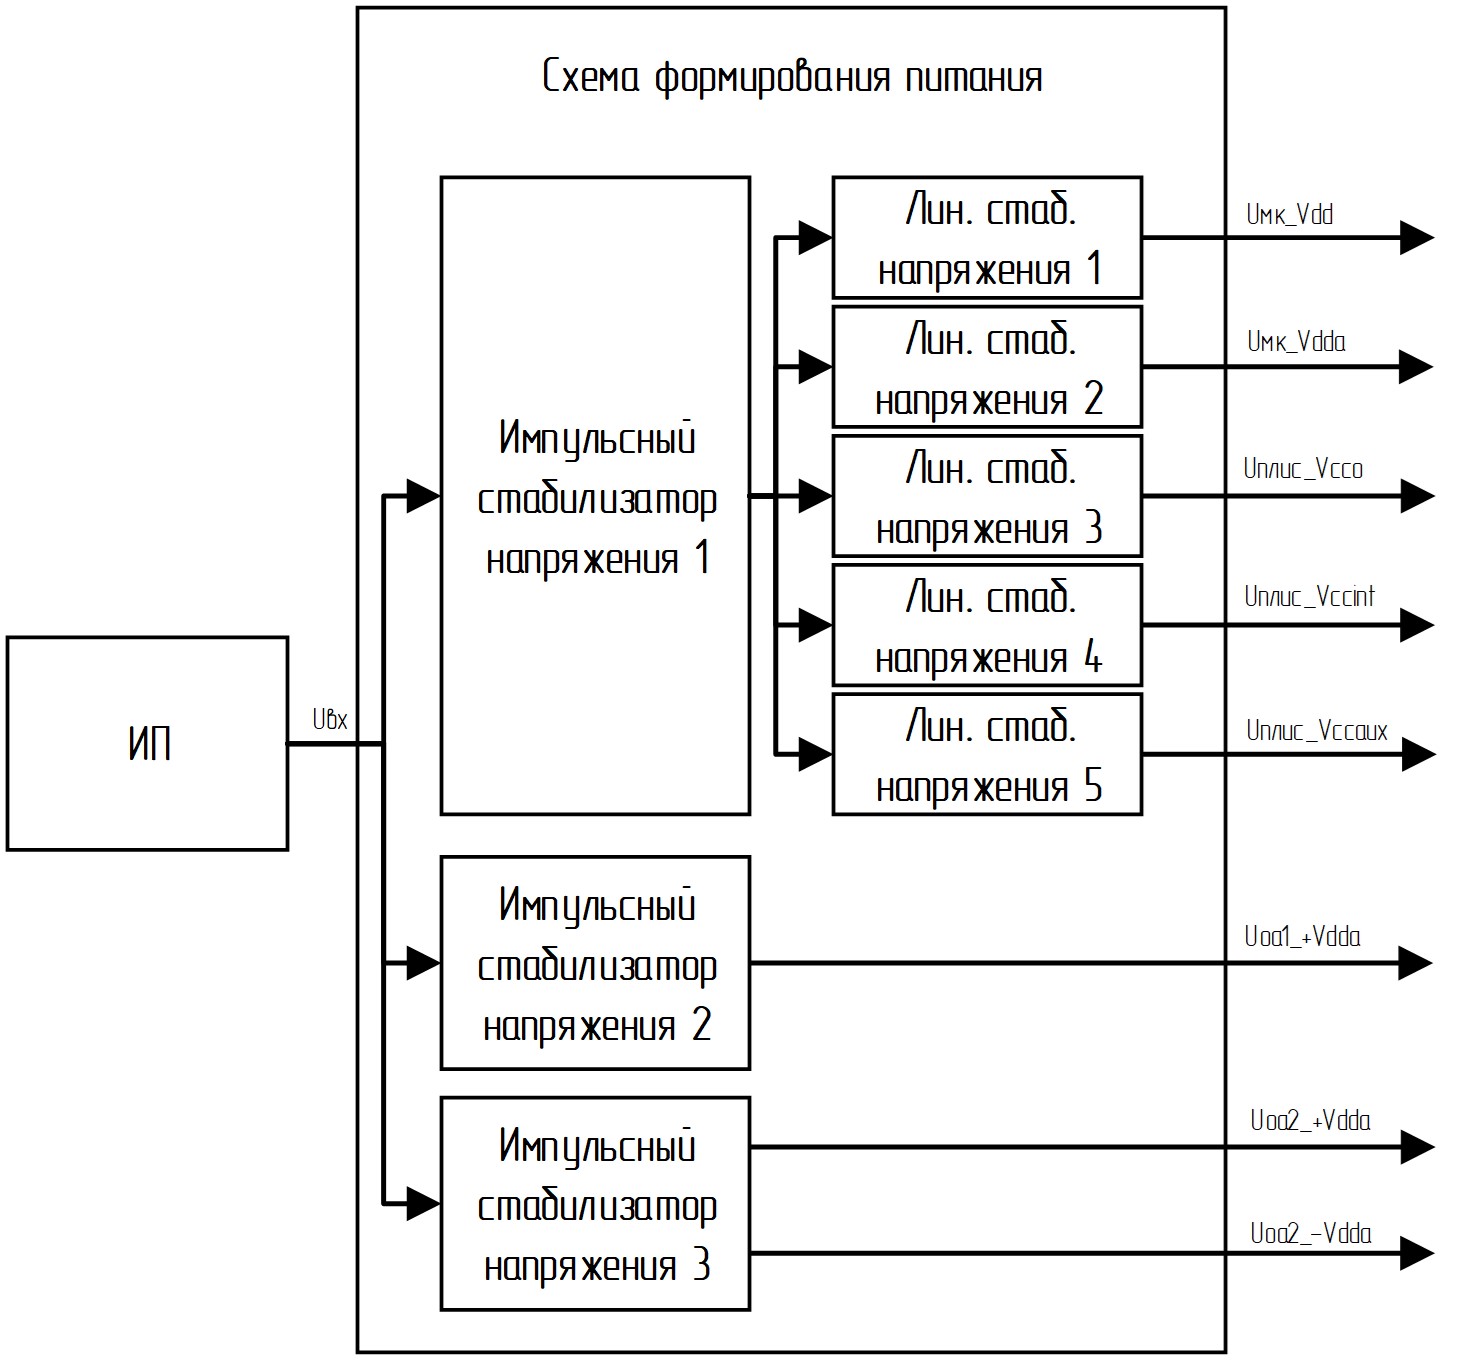 Схема формирования питания
ИП
Uвх
Импульсный
стабилизатор
напряжения 1
Лин. стаб.
напряжения 1
Uмк_Vdd
Лин. стаб.
напряжения 2
Uмк_Vdda
Лин. стаб.
напряжения 3
Uплис_Vcco
Лин. стаб.
напряжения 4
Uплис_Vccint
Лин. стаб.
напряжения 5
Uплис_Vccaux
Импульсный
стабилизатор
напряжения 2
Uоа1_+Vdda
Импульсный
стабилизатор
напряжения 3
Uоа2_+Vdda
Uоа2_-Vdda